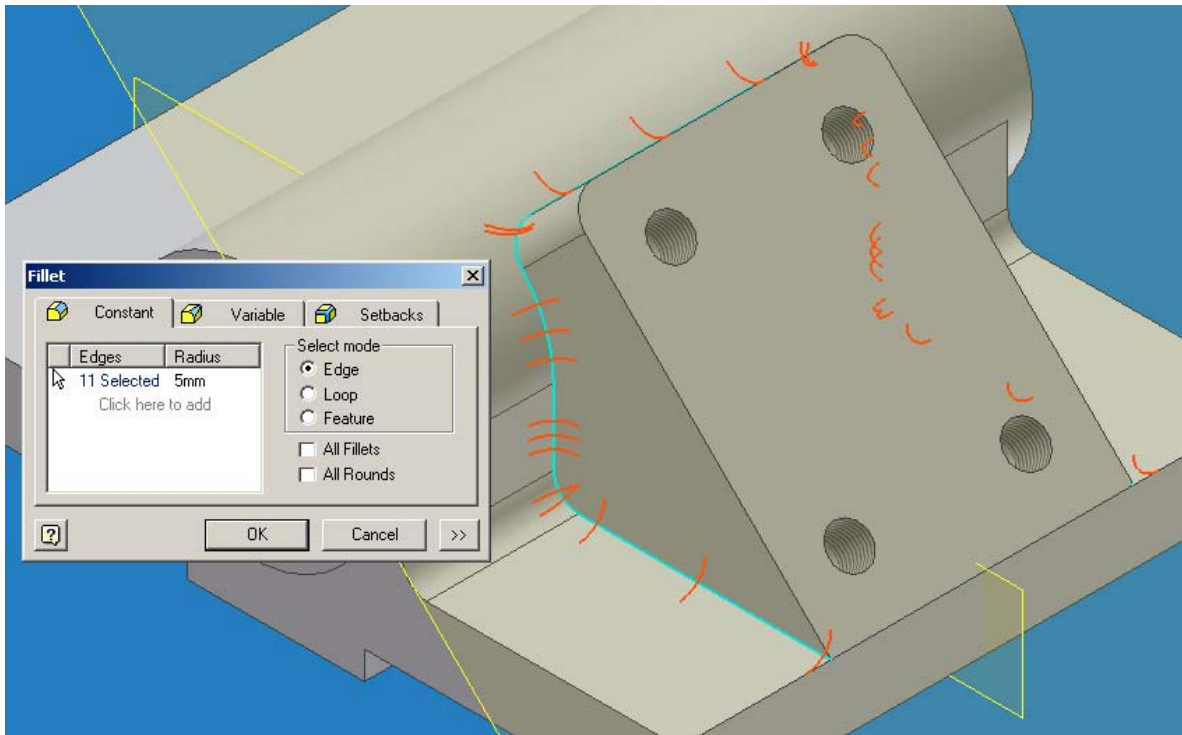 Fillet
Constant Variable Setbacks
Edges Radius
11 Selected 5mm
Click here to add
Select mode
Edge
Loop
Feature
All Fillets
All Rounds
OK Cancel >>